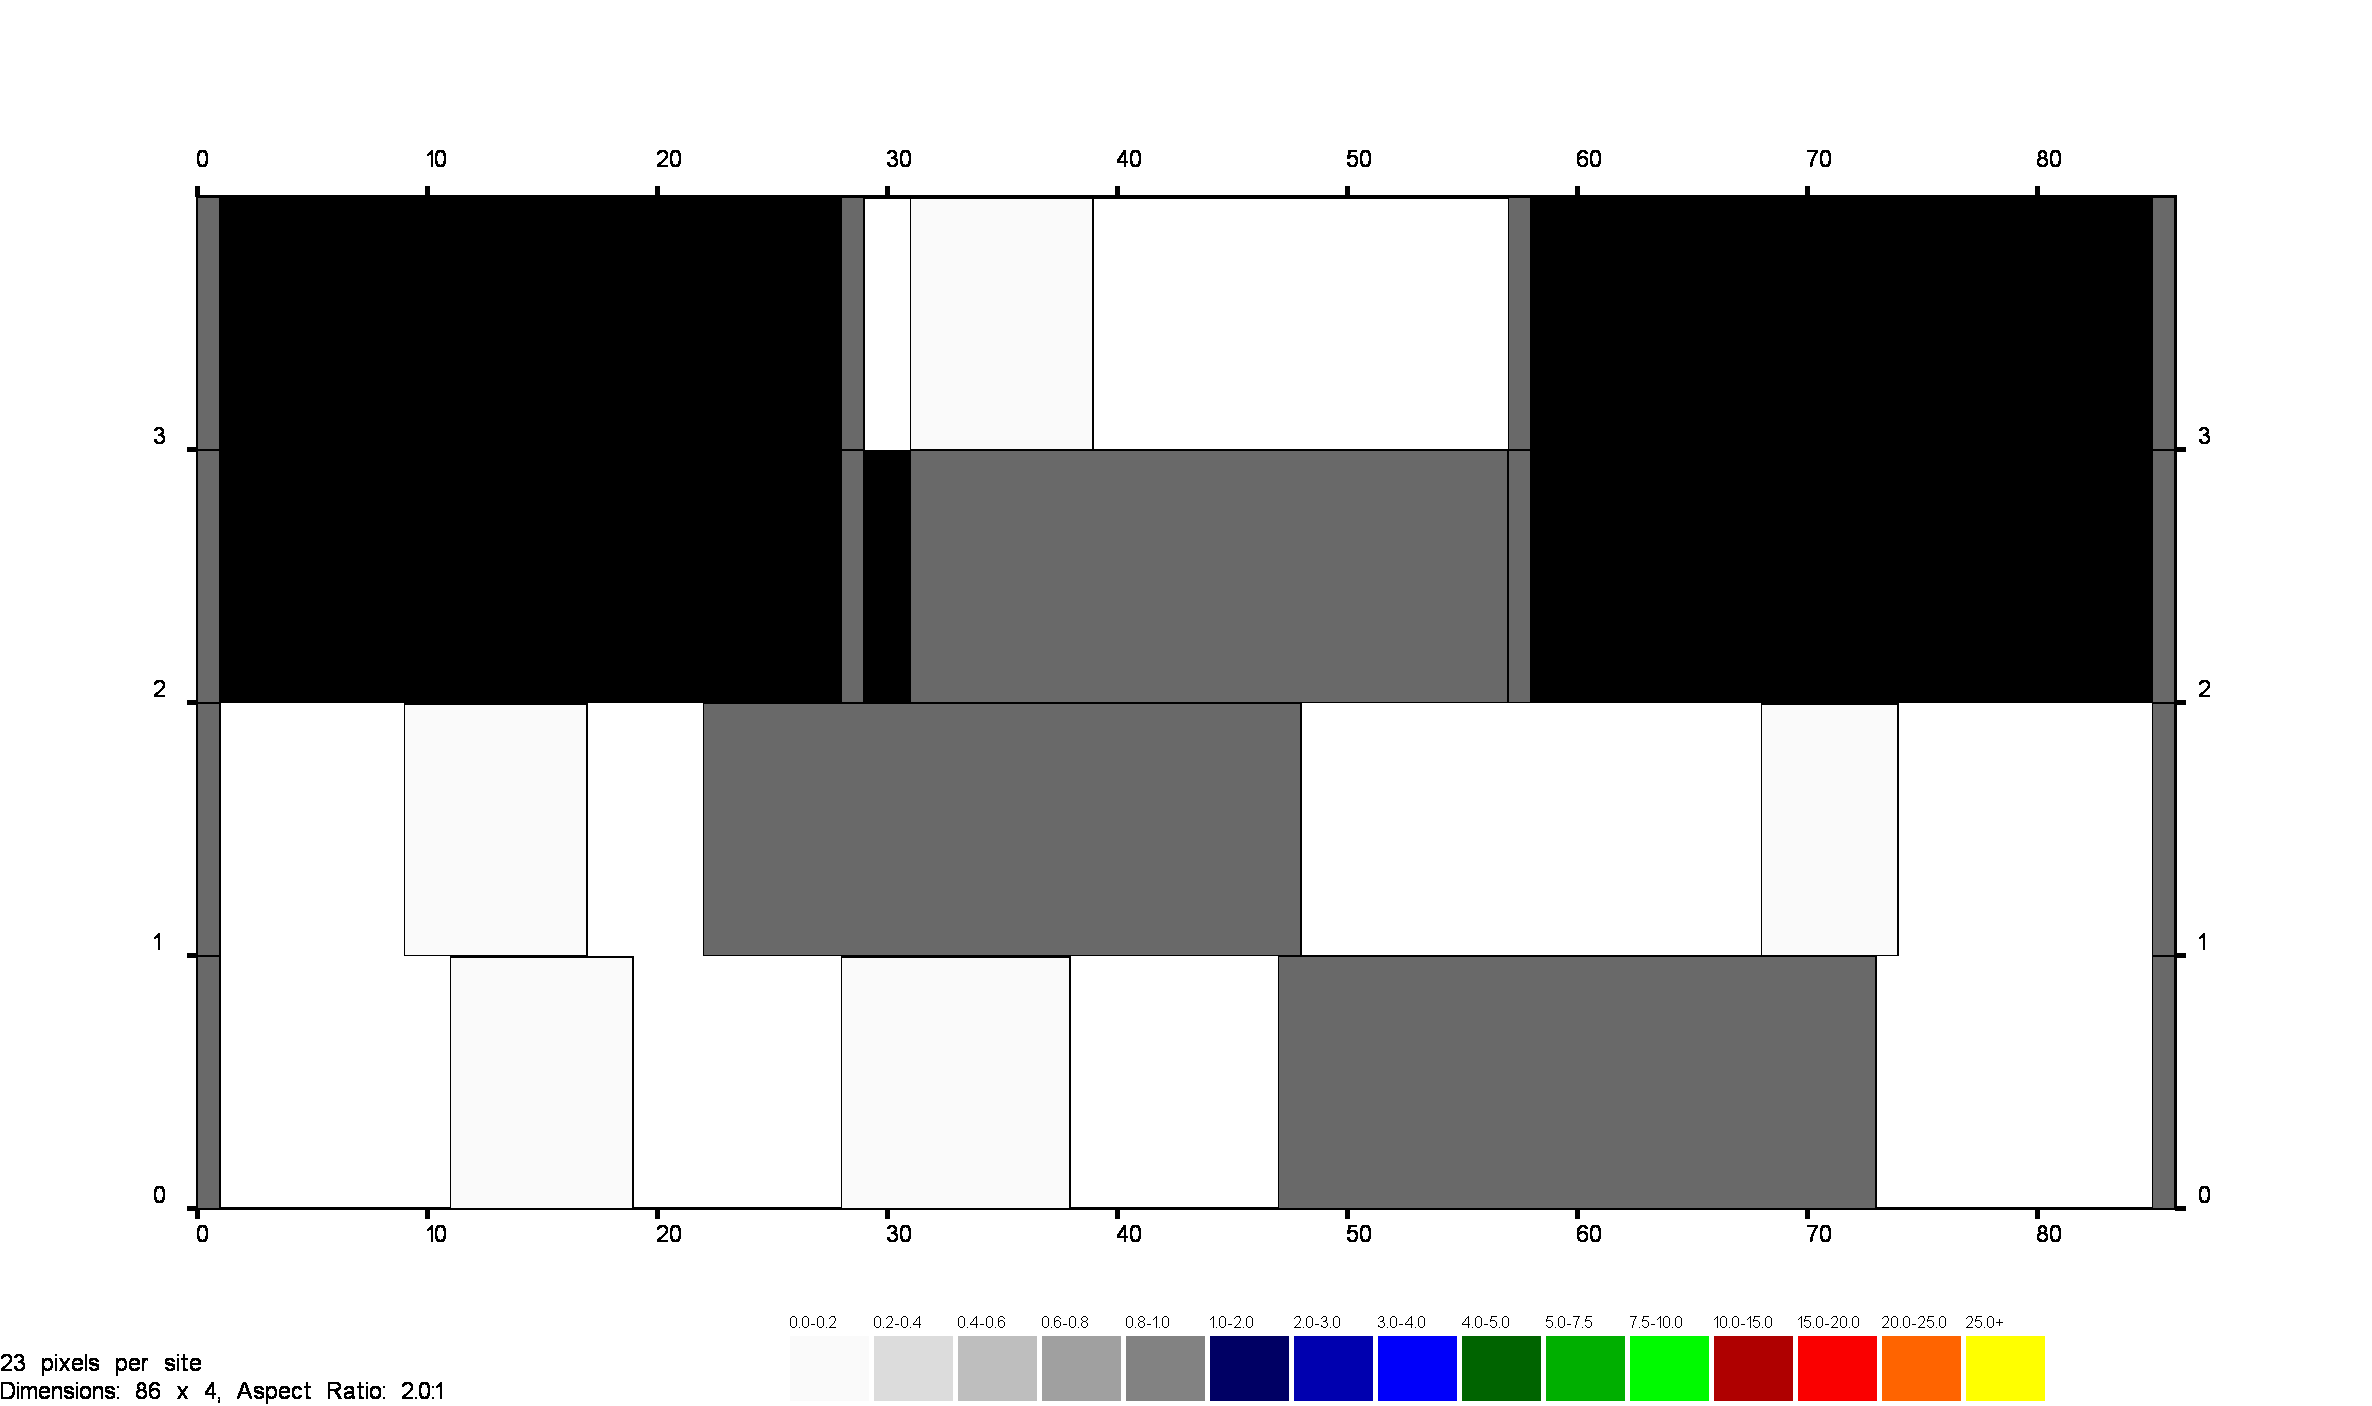 0 10 20 30 40 50 60 70 80
3 3
2 2
1 1
0 0
0 10 20 30 40 50 60 70 80
0.0-0.2 0.2-0.4 0.4-0.6 0.6-0.8 0.8-1.0 1.0-2.0 2.0-3.0 3.0-4.0 4.0-5.0 5.0-7.5 7.5-10.0 10.0-15.0 15.0-20.0 20.0-25.0 25.0+
23 pixels per site
Dimensions: 86 x 4, Aspect Ratio: 2.0:1